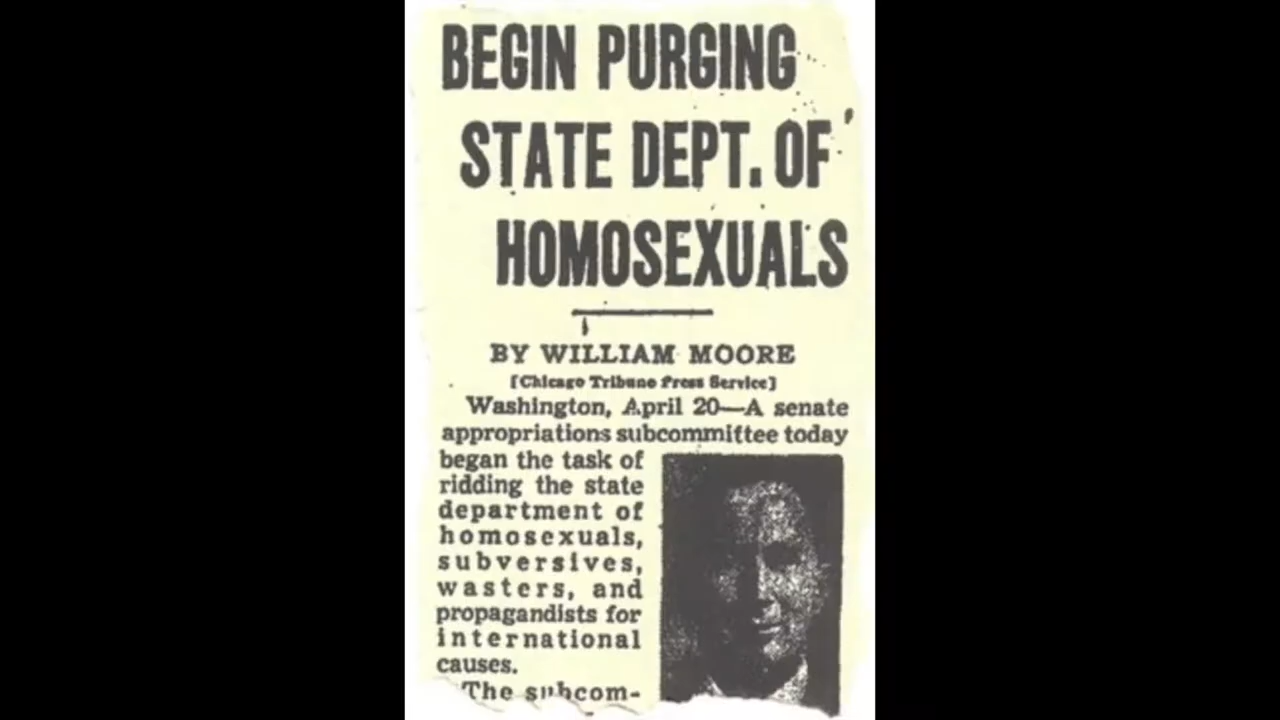 BEGIN PURGING
STATE DEPT. OF
HOMOSEXUALS
BY WILLIAM MOORE
[Chicago Tribune Press Service]
Washington, April 20—A senate
appropriations subcommittee today
began the task of
ridding the state
department of
homosexuals,
subversives,
wasters, and
propagandists for
international
causes.
The subcom-